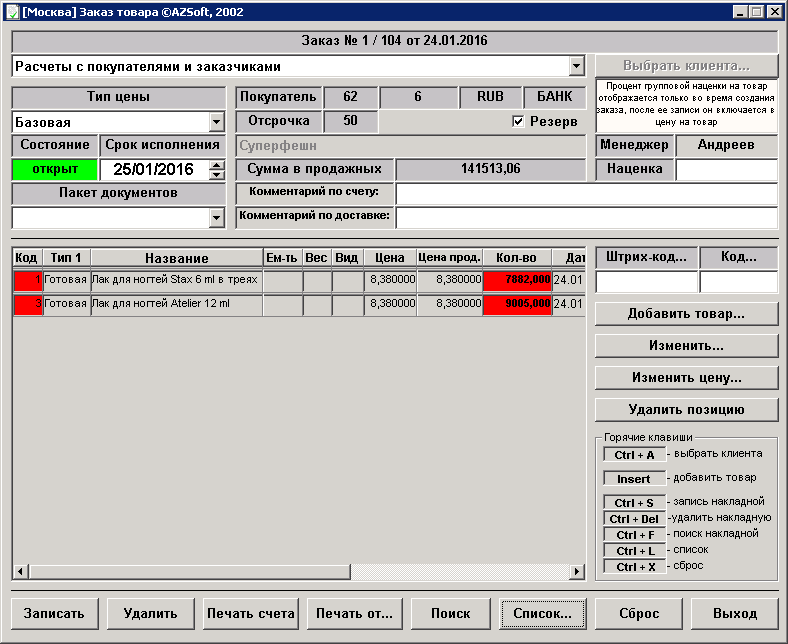 [Москва] Заказ товара ©AZSoft, 2002
Заказ № 1 / 104 от 24.01.2016
Расчеты с покупателями и заказчиками
Выбрать клиента...
Тип цены
Покупатель 62 6 RUB БАНК
Процент групповой наценки на товар
отображается только во время создания
заказа, после ее записи он включается в
цену на товар
Базовая
Отсрочка 50 Резерв
Состояние Срок исполнения
Суперфешн
Менеджер Андреев
открыт 25/01/2016
Сумма в продажных 141513,06
Наценка
Пакет документов
Комментарий по счету:
Комментарий по доставке:
Код Тип 1 Название Ем-ть Вес Вид Цена Цена прод. Кол-во Дат
1 Готовая Лак для ногтей Stax 6 ml в треях 8,380000 8,380000 7882,000 24.01
3 Готовая Лак для ногтей Atelier 12 ml 8,380000 8,380000 9005,000 24.01
Штрих-код... Код...
Добавить товар...
Изменить...
Изменить цену...
Удалить позицию
Горячие клавиши
Ctrl + A - выбрать клиента
Insert - добавить товар
Ctrl + S - запись накладной
Ctrl + Del -удалить накладную
Ctrl + F - поиск накладной
Ctrl + L - список
Ctrl + X - сброс
Записать Удалить Печать счета Печать от... Поиск Список... Сброс Выход